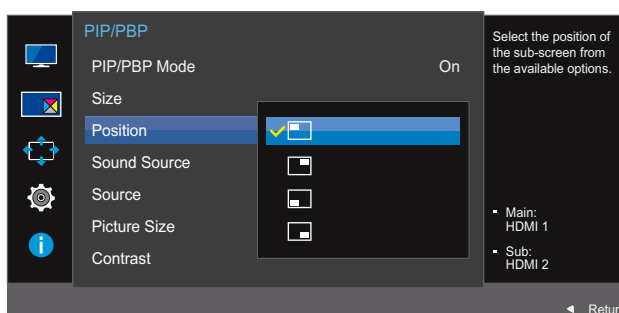 PIP/PBP
PIP/PBP Mode On
Size
Position
Sound Source
Source
Picture Size
Contrast
Select the position of
the sub-screen from
the available options.
Main:
HDMI 1
Sub:
HDMI 2
Retur